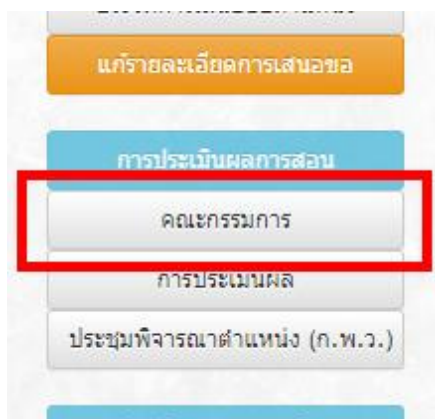 แก้รายละเอียดการเสนอขอ
การประเมินผลการสอน
คณะกรรมการ
การประเมินผล
ประชุมพิจารณาตำแหน่ง (ก.พ.ว.)